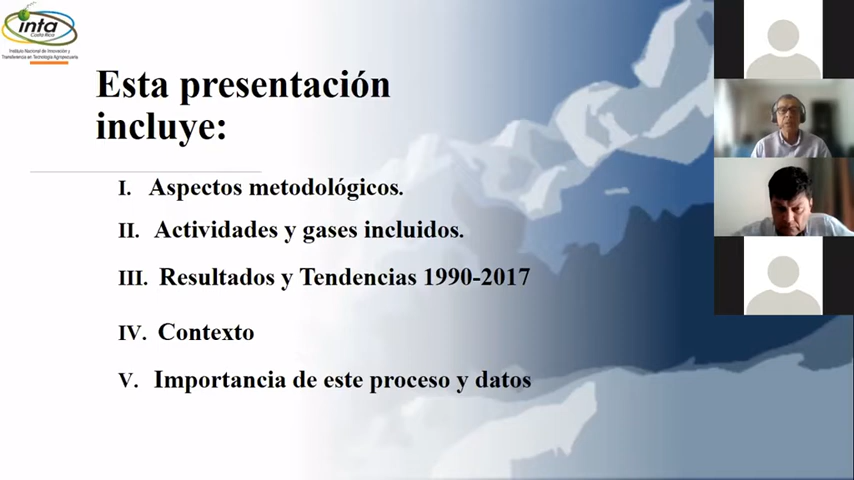 inta
Costa Rica
Instituto Nacional de Innovación y
Transferencia en Tecnología Agropecuaria
Esta presentación
incluye:
I. Aspectos metodológicos.
II. Actividades y gases incluidos.
III. Resultados y Tendencias 1990-2017
IV. Contexto
V. Importancia de este proceso y datos